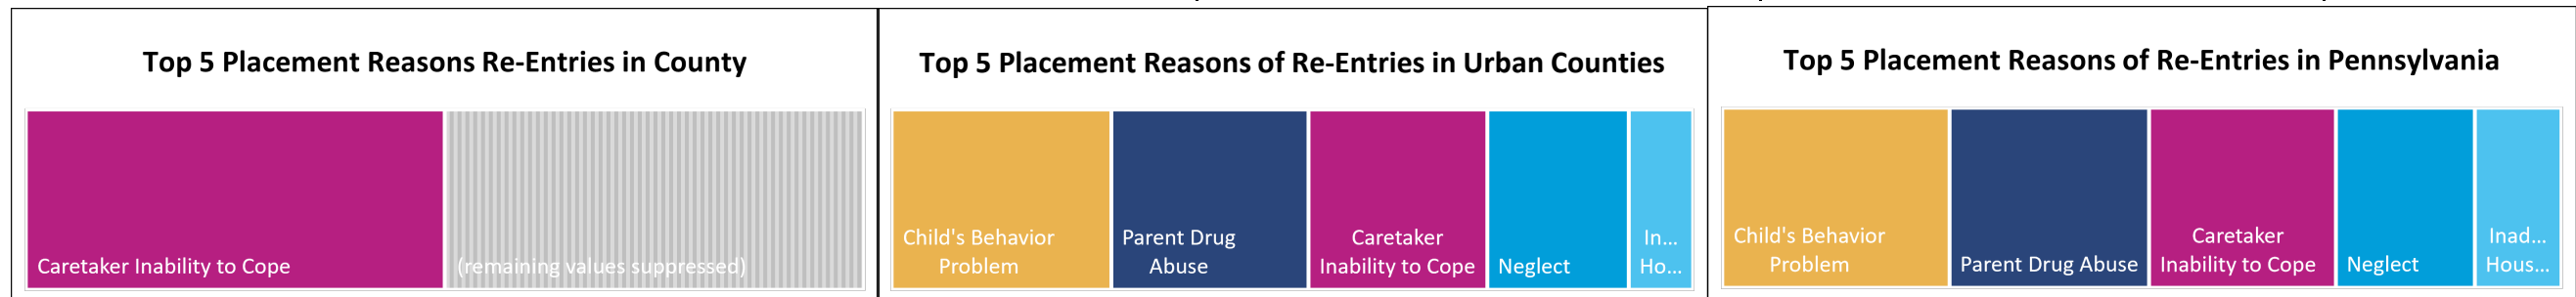 Top 5 Placement Reasons Re-Entries in County
Caretaker Inability to Cope
(remaining values suppressed)
Top 5 Placement Reasons of Re-Entries in Urban Counties
Child's Behavior
Problem
Parent Drug
Abuse
Caretaker
Inability to Cope
Neglect
In...
Ho...
Top 5 Placement Reasons of Re-Entries in Pennsylvania
Child's Behavior
Problem
Parent Drug Abuse
Caretaker
Inability to Cope
Neglect
Inad...
Hous...